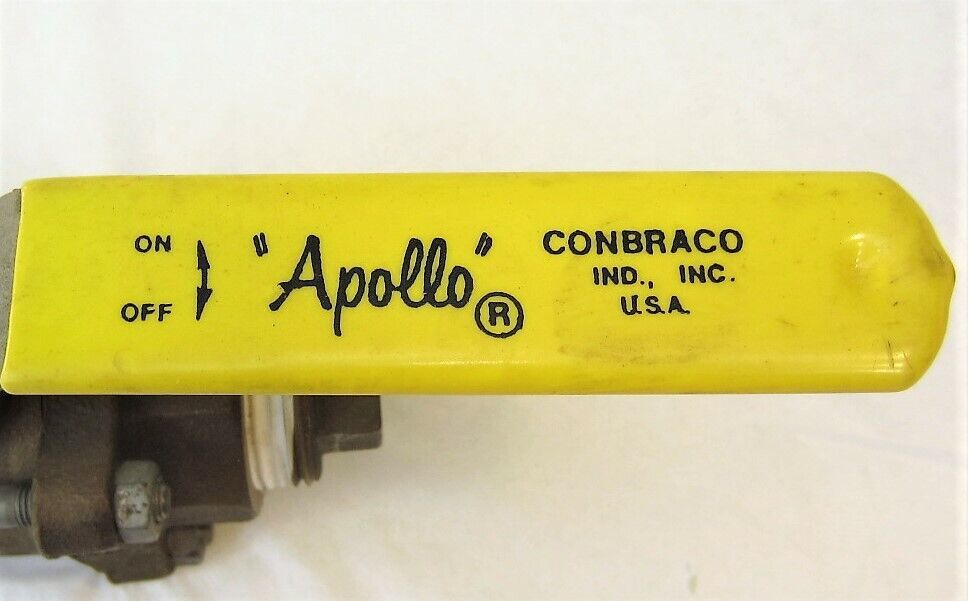 ON
OFF
"Apollo" ®
CONBRACO
IND., INC.
U.S.A.